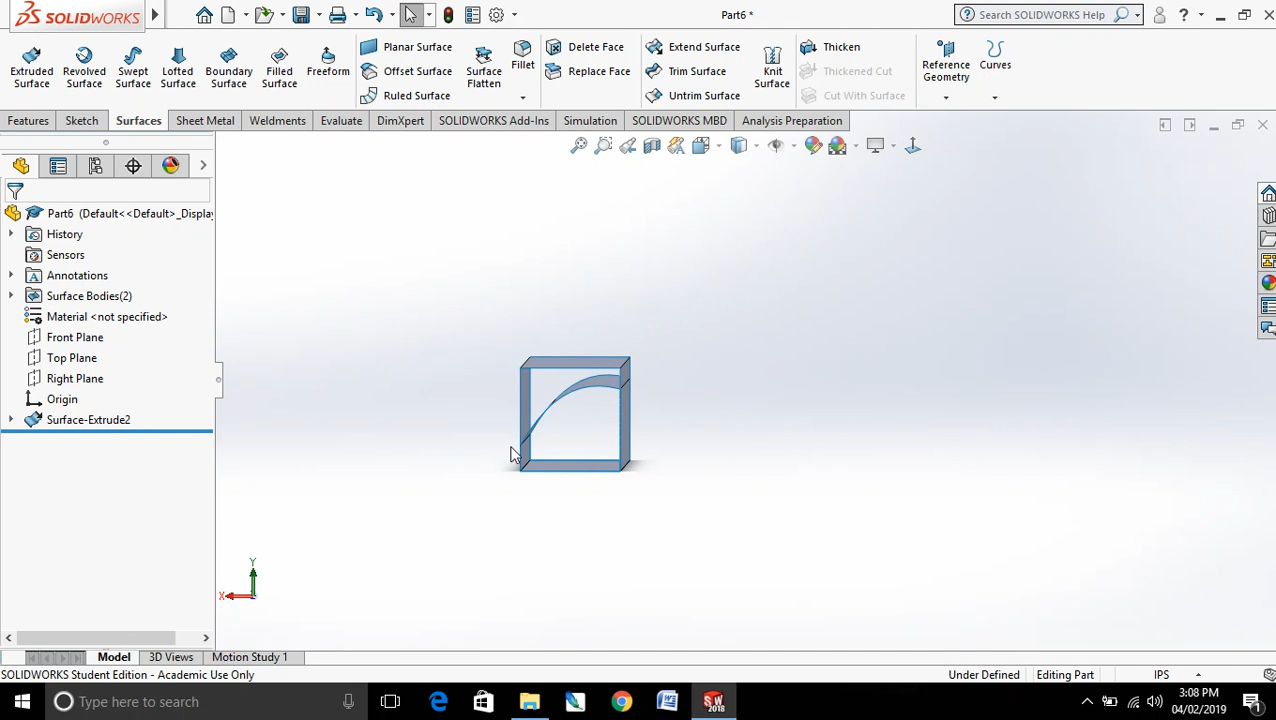 SOLIDWORKS
Part6 *
Search SOLIDWORKS Help
Extruded Surface
Revolved Surface
Swept Surface
Lofted Surface
Boundary Surface
Filled Surface
Freeform
Planar Surface
Offset Surface
Ruled Surface
Surface Flatten
Fillet
Delete Face
Replace Face
Extend Surface
Trim Surface
Untrim Surface
Knit Surface
Thicken
Thickened Cut
Cut With Surface
Reference Geometry
Curves
Features Sketch Surfaces Sheet Metal Weldments Evaluate DimXpert SOLIDWORKS Add-Ins Simulation SOLIDWORKS MBD Analysis Preparation
Part6 (Default<<Default>_Displa
History
Sensors
Annotations
Surface Bodies(2)
Material <not specified>
Front Plane
Top Plane
Right Plane
Origin
Surface-Extrude2
Y
X
Model 3D Views Motion Study 1
SOLIDWORKS Student Edition - Academic Use Only
Under Defined Editing Part IPS
Type here to search
SW 2018
3:08 PM
04/02/2019